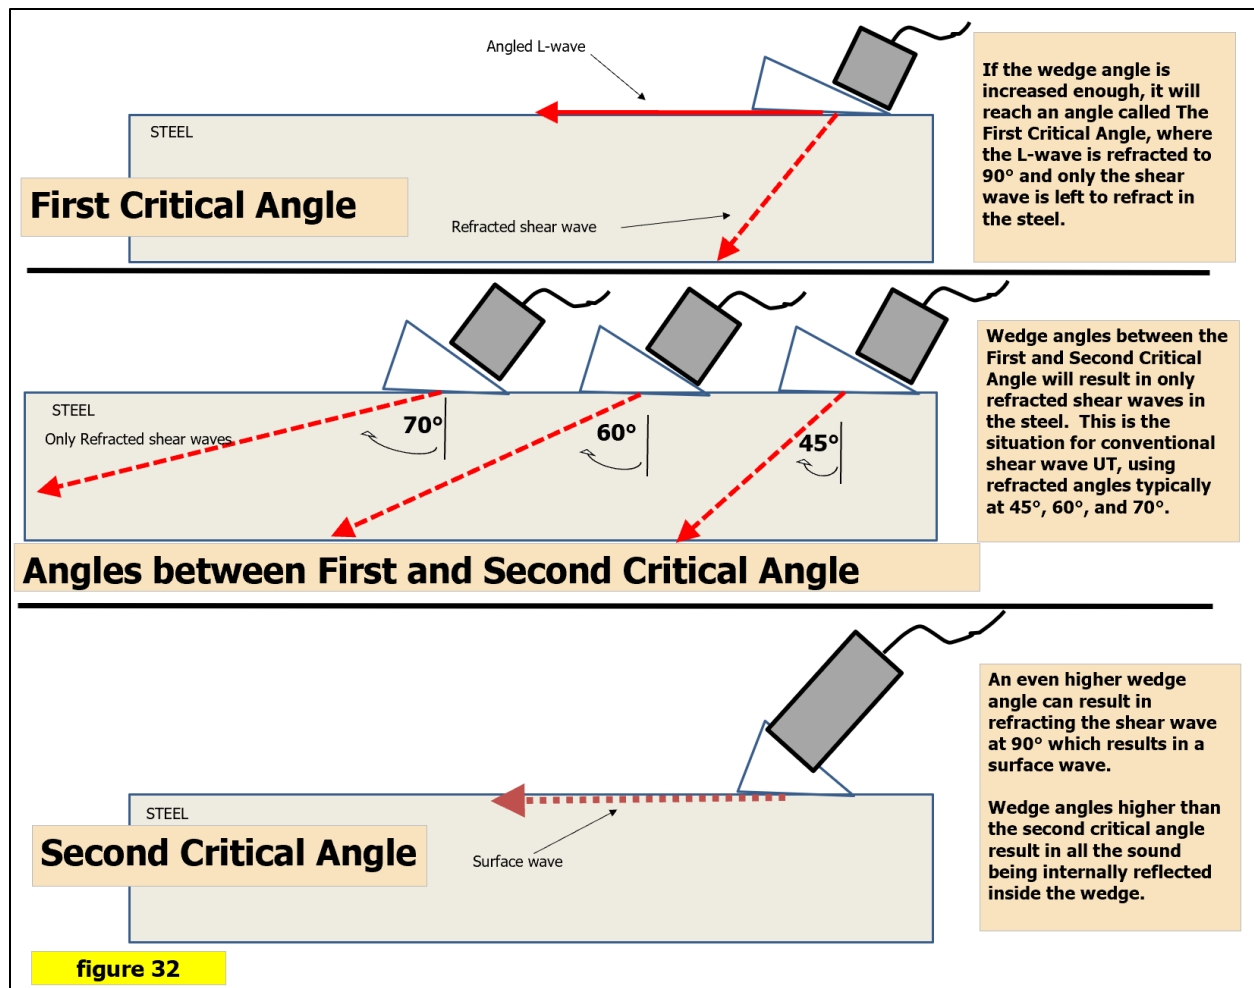 Angled L-wave
STEEL
First Critical Angle
Refracted shear wave
If the wedge angle is
increased enough, it will
reach an angle called The
First Critical Angle, where
the L-wave is refracted to
90° and only the shear
wave is left to refract in
the steel.
STEEL
Only Refracted shear waves
70°
60°
45°
Wedge angles between the
First and Second Critical
Angle will result in only
refracted shear waves in
the steel. This is the
situation for conventional
shear wave UT, using
refracted angles typically
at 45°, 60°, and 70°.
Angles between First and Second Critical Angle
STEEL
Second Critical Angle
Surface wave
An even higher wedge
angle can result in
refracting the shear wave
at 90° which results in a
surface wave.
Wedge angles higher than
the second critical angle
result in all the sound
being internally reflected
inside the wedge.
figure 32